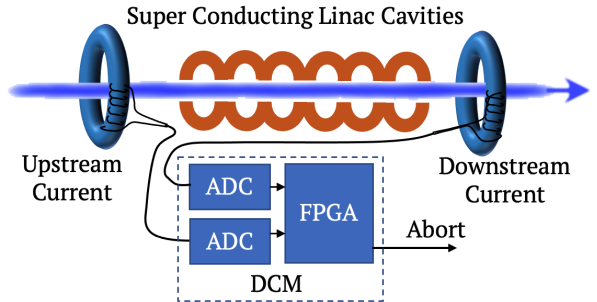 Super Conducting Linac Cavities
Upstream
Current
Downstream
Current
ADC
FPGA
ADC
Abort
DCM